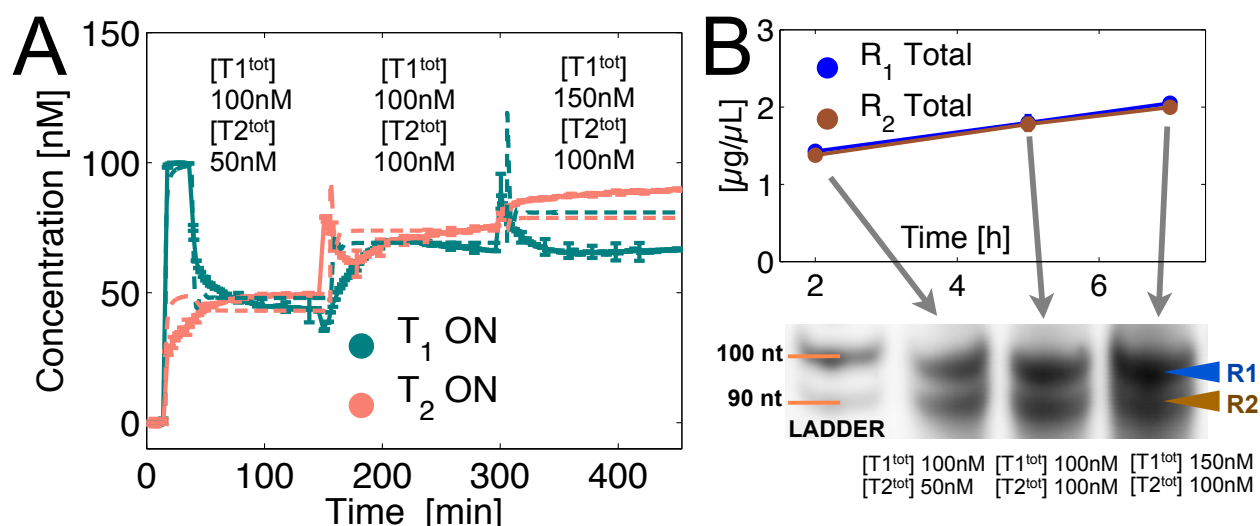 A
150
100
50
0
Concentration [nM]
[T1ᵗᵒᵗ] 
100nM
[T2ᵗᵒᵗ]
50nM
[T1ᵗᵒᵗ]
100nM
[T2ᵗᵒᵗ]
100nM
[T1ᵗᵒᵗ]
150nM
[T2ᵗᵒᵗ]
100nM
T₁ ON
T₂ ON
0 100 200 300 400
Time [min]
B
3
2
1
0
[µg/µL]
R₁ Total
R₂ Total
Time [h]
2 4 6
100 nt
90 nt
LADDER
R1
R2
[T1ᵗᵒᵗ] 100nM
[T2ᵗᵒᵗ] 50nM
[T1ᵗᵒᵗ] 100nM
[T2ᵗᵒᵗ] 100nM
[T1ᵗᵒᵗ] 150nM
[T2ᵗᵒᵗ] 100nM